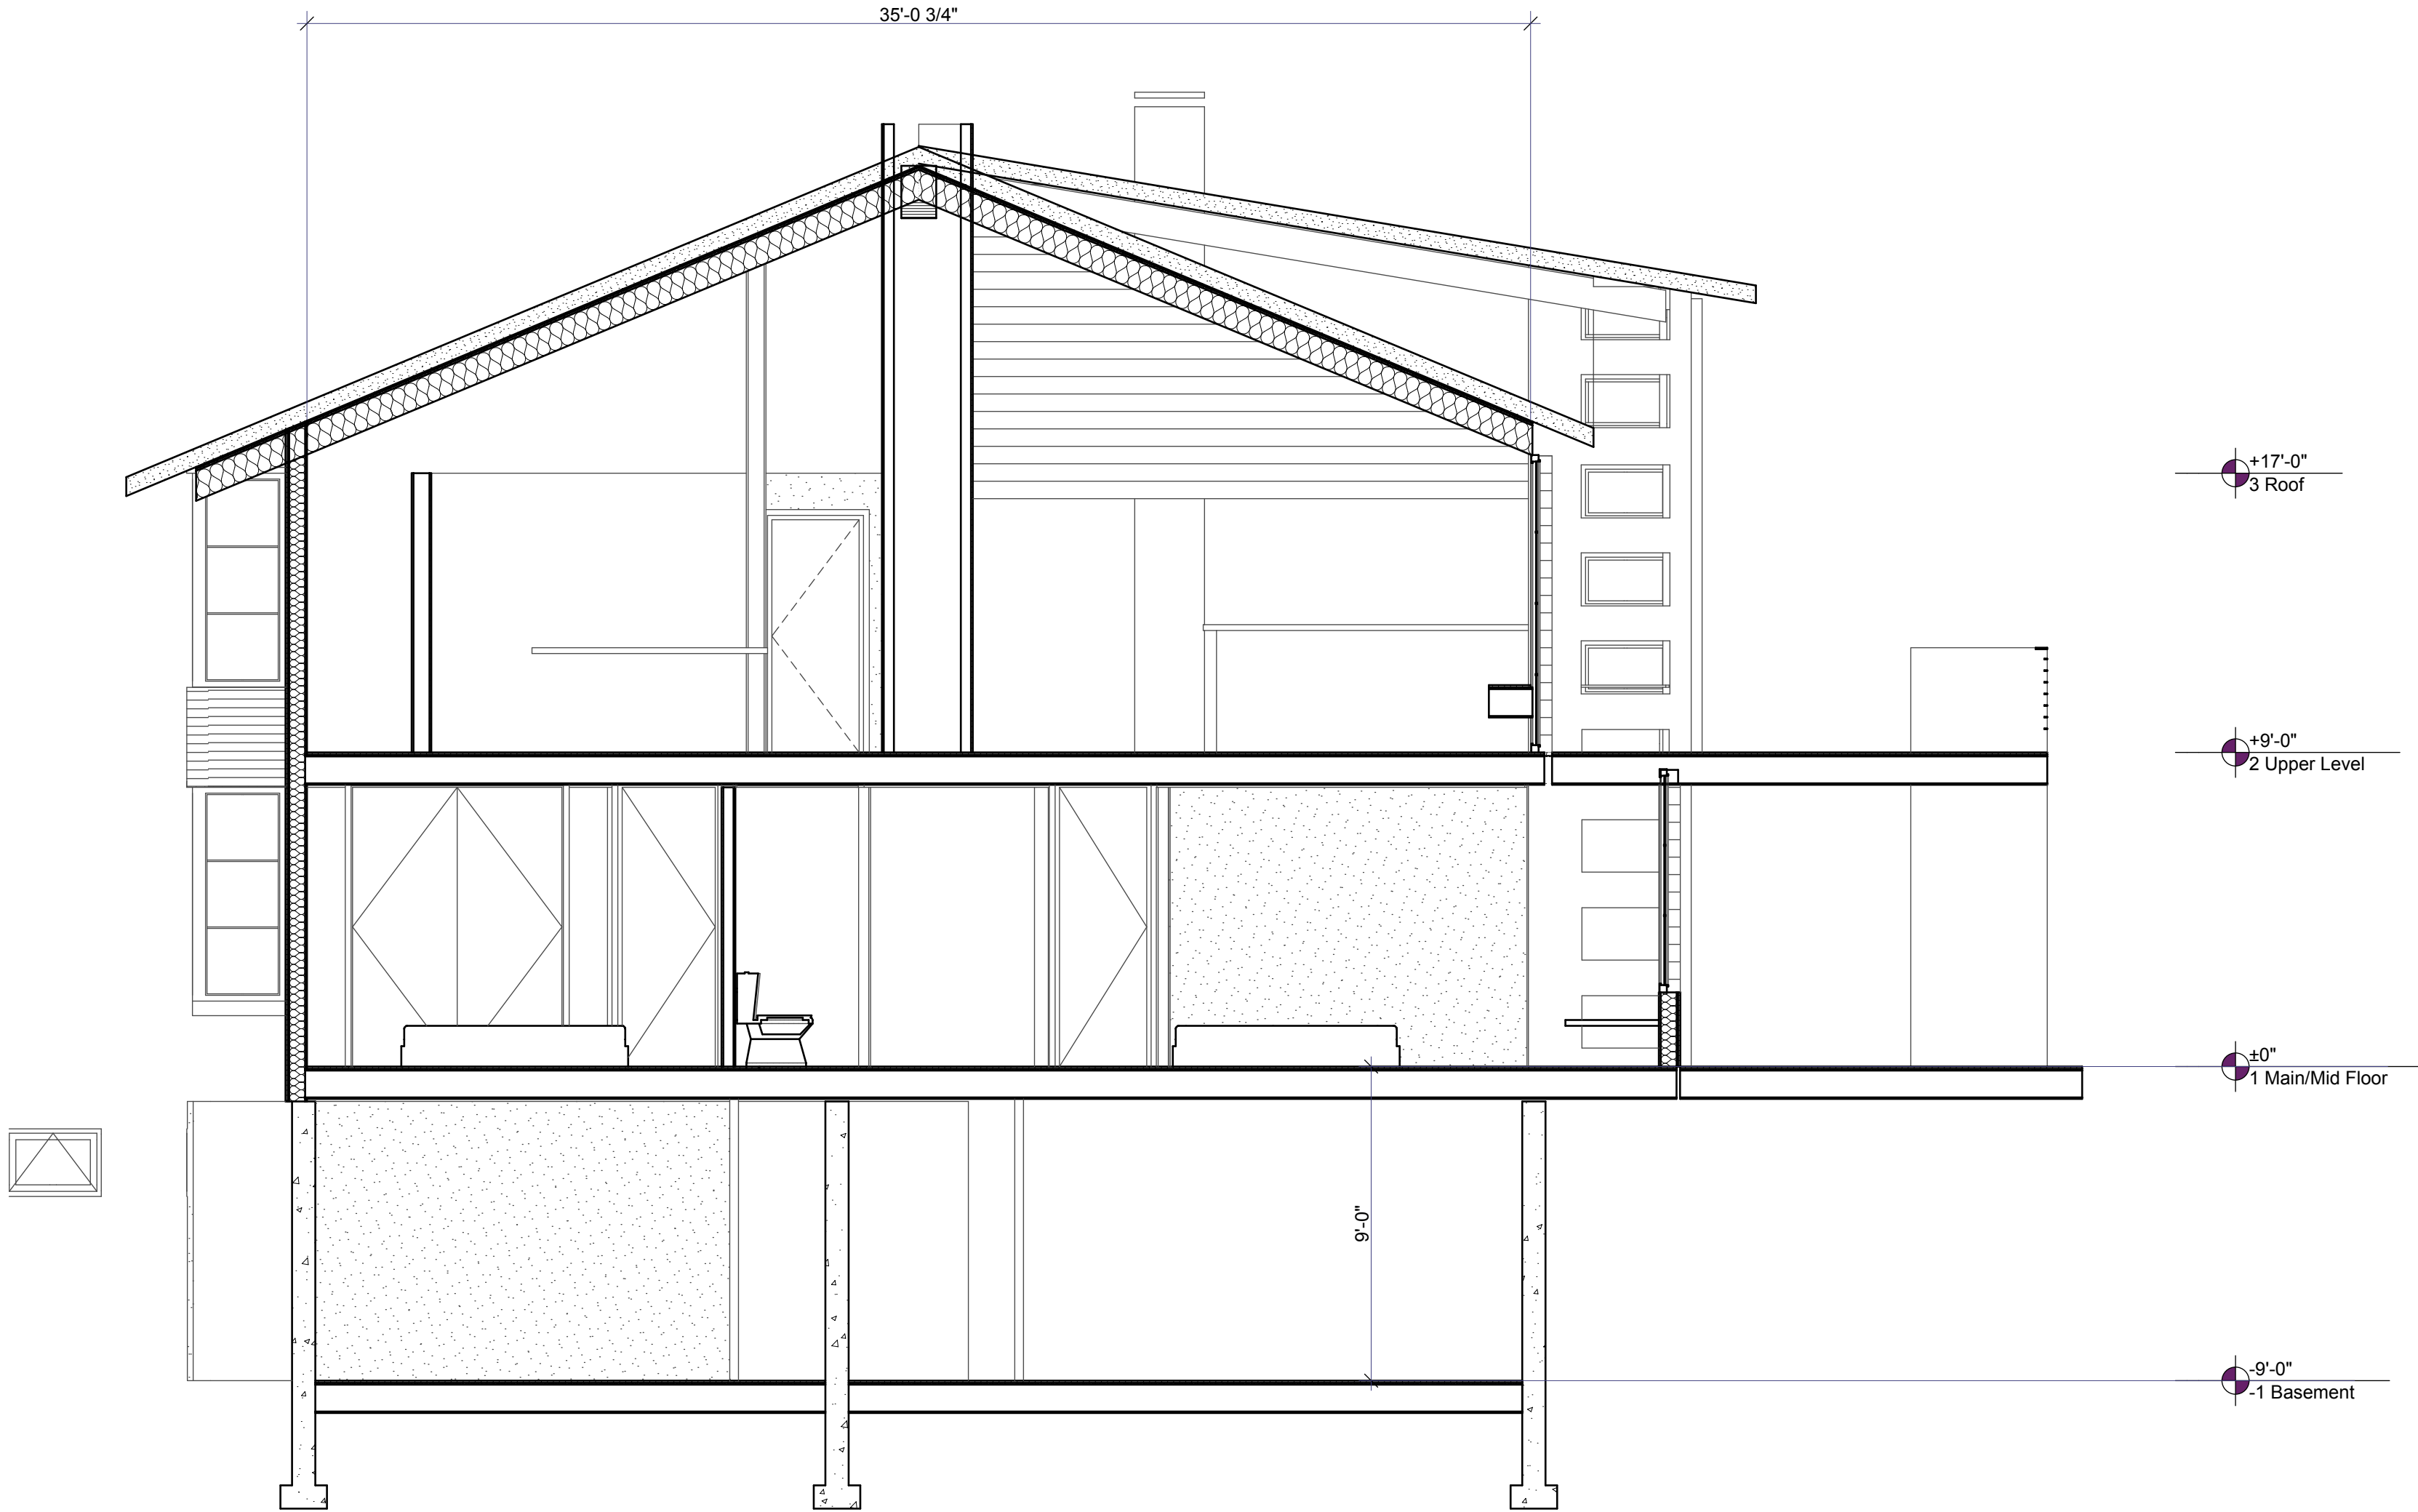 35'-0 3/4"
+17'-0"
3 Roof
+9'-0"
2 Upper Level
±0"
1 Main/Mid Floor
9'-0"
-9'-0"
-1 Basement